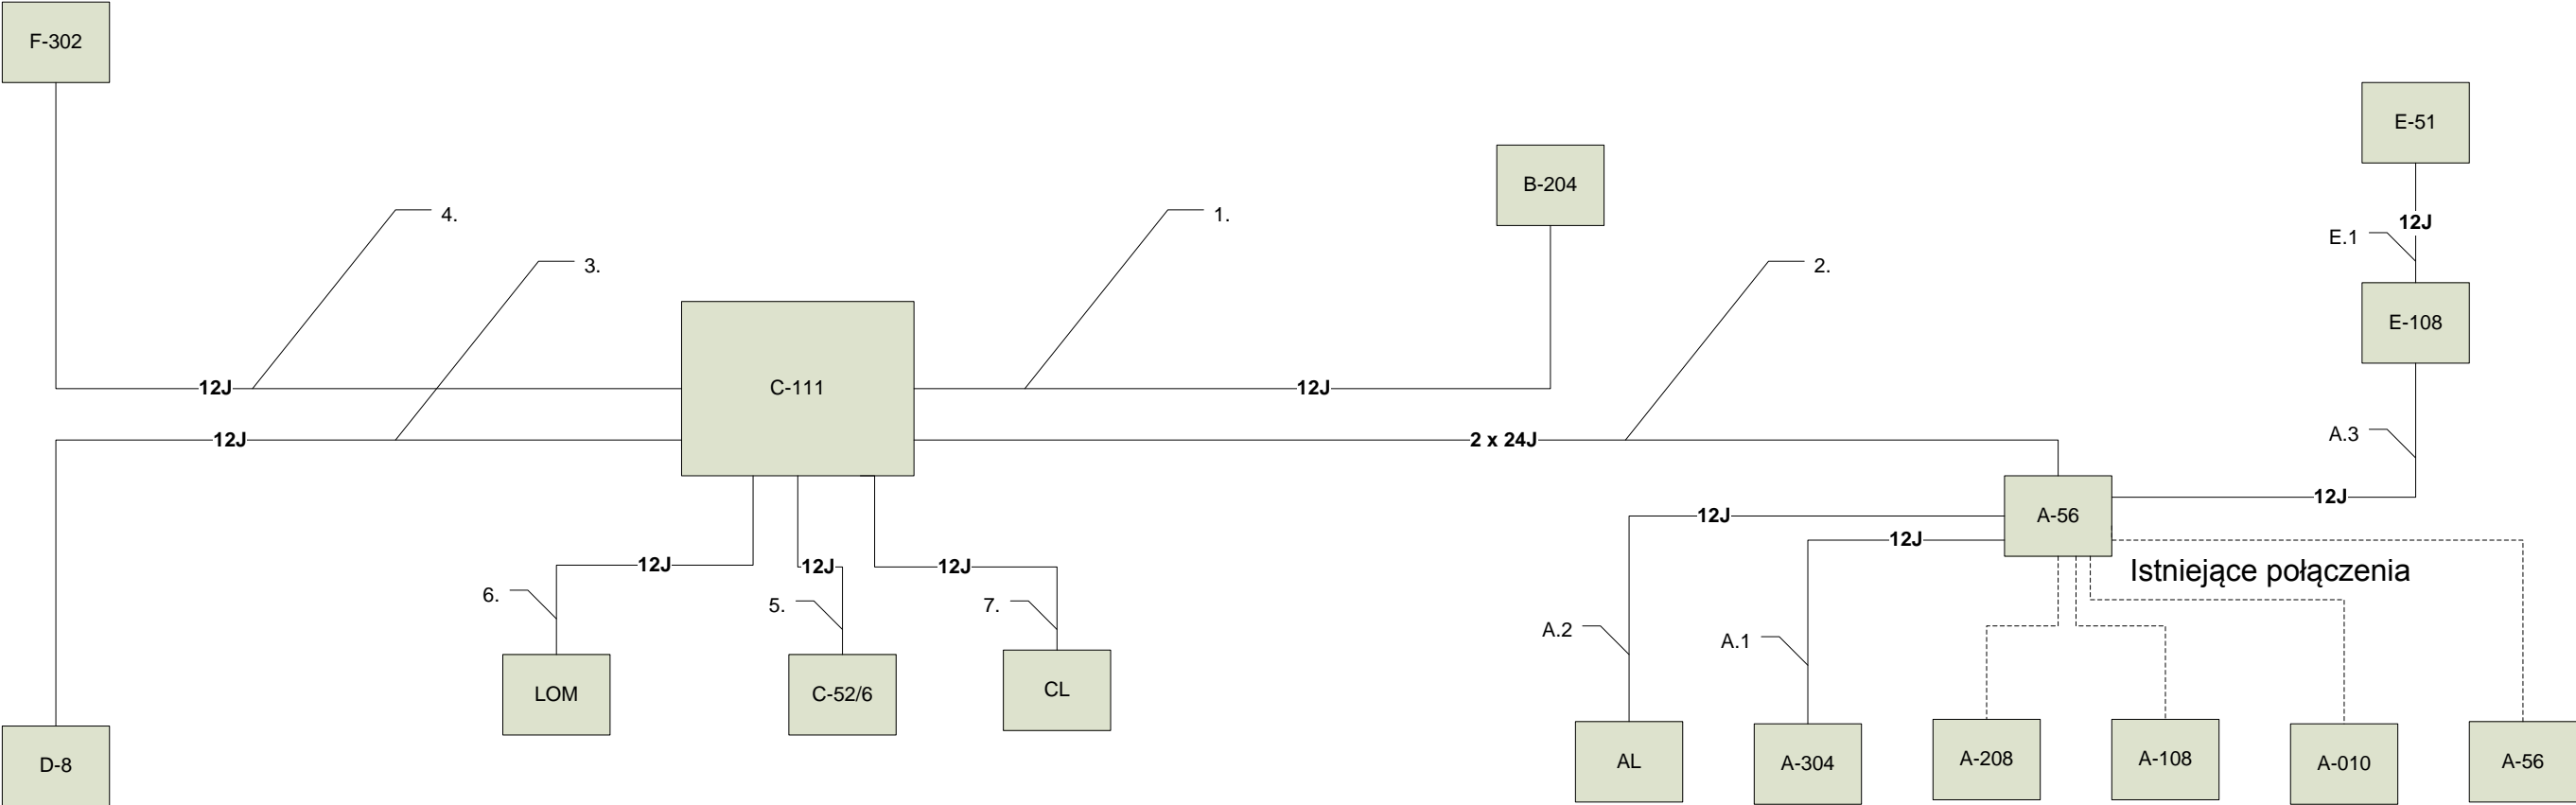 F-302
E-51
B-204
4.
1.
12J
E.1
3.
2.
E-108
C-111
12J
12J
A.3
12J
2 x 24J
12J
A-56
12J
12J
12J
12J
12J
Istniejące połączenia
6.
5.
7.
A.2
A.1
LOM
C-52/6
CL
D-8
AL
A-304
A-208
A-108
A-010
A-56